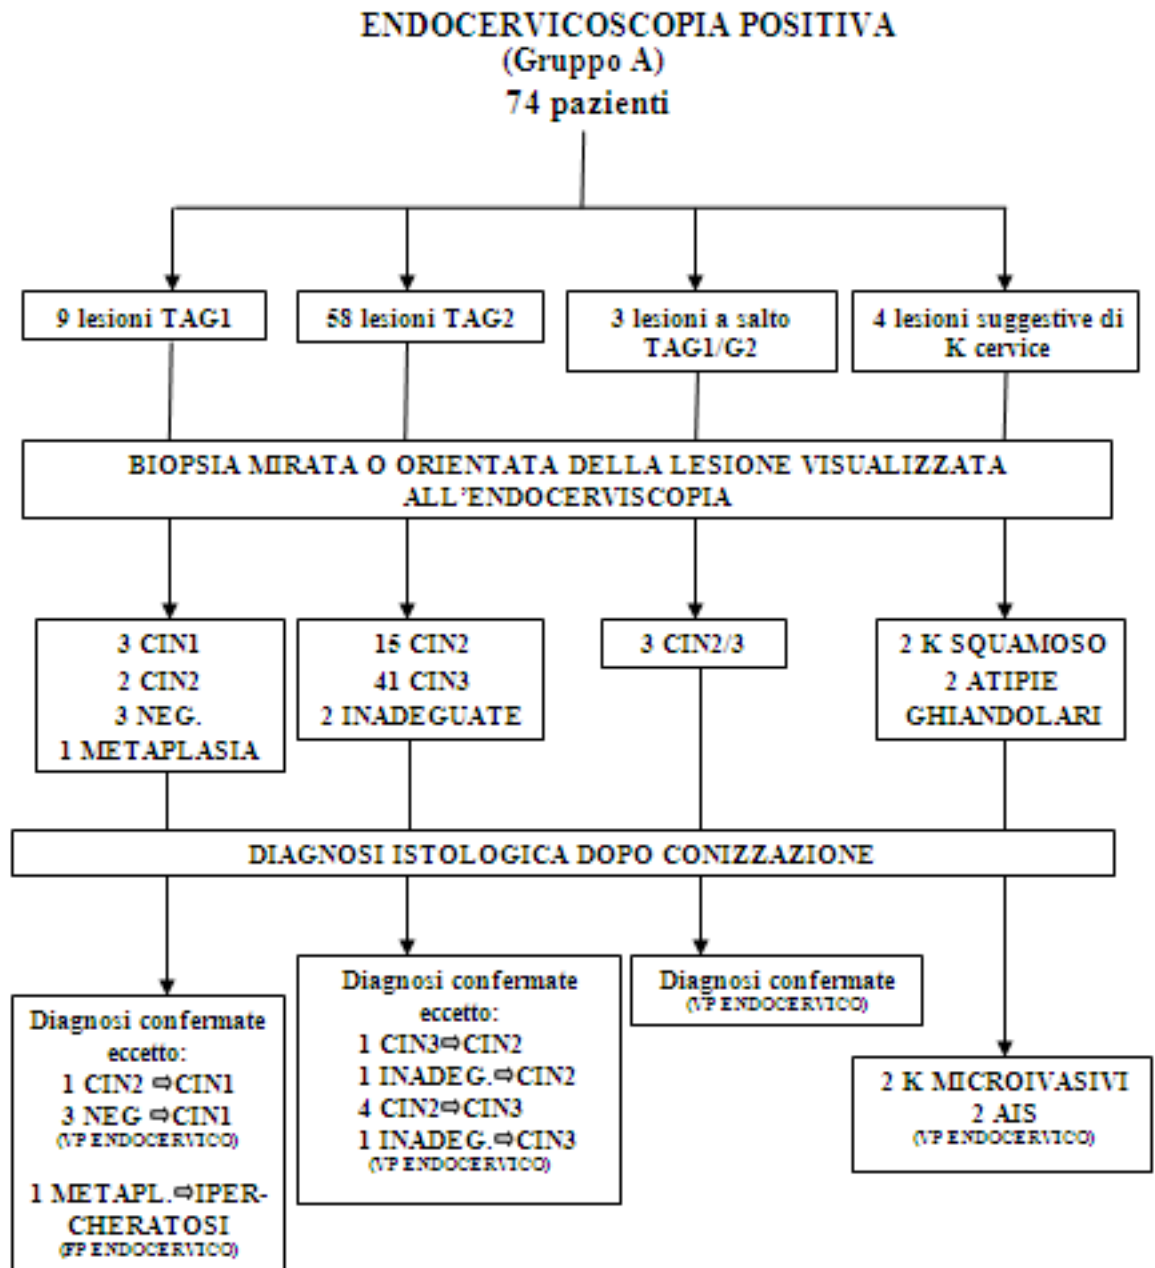 ENDOCERVICOSCOPIA POSITIVA
(Gruppo A)
74 pazienti
9 lesioni TAG1
58 lesioni TAG2
3 lesioni a salto
TAG1/G2
4 lesioni suggestive di
K cervice
BIOPSIA MIRATA O ORIENTATA DELLA LESIONE VISUALIZZATA
ALL'ENDOCERVISCOPIA
3 CIN1
2 CIN2
3 NEG.
1 METAPLASIA
15 CIN2
41 CIN3
2 INADEGUATE
3 CIN2/3
2 K SQUAMOSO
2 ATIPIE
GHIANDOLARI
DIAGNOSI ISTOLOGICA DOPO CONIZZAZIONE
Diagnosi confermate
eccetto:
1 CIN2 ⇨CIN1
3 NEG ⇨CIN1
(VP ENDOCERVICO)
1 METAPL.⇨IPER-
CHERATOSI
(FP ENDOCERVICO)
Diagnosi confermate
eccetto:
1 CIN3⇨CIN2
1 INADEG.⇨CIN2
4 CIN2⇨CIN3
1 INADEG.⇨CIN3
(VP ENDOCERVICO)
Diagnosi confermate
(VP ENDOCERVICO)
2 K MICROIVASIVI
2 AIS
(VP ENDOCERVICO)